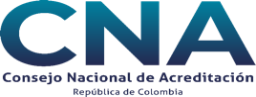 CNA
Consejo Nacional de Acreditación
República de Colombia